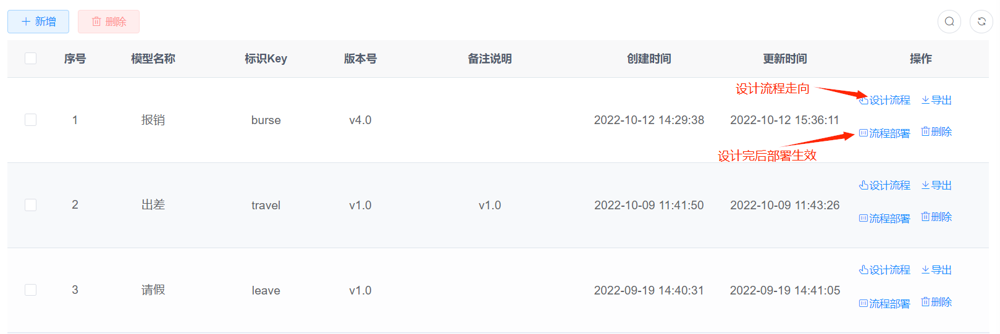 新增 删除
序号 模型名称 标识Key 版本号 备注说明 创建时间 更新时间 操作
设计流程走向
设计流程 导出
1 报销 burse v4.0 2022-10-12 14:29:38 2022-10-12 15:36:11
流程部署 删除
设计完后部署生效
设计流程 导出
2 出差 travel v1.0 v1.0 2022-10-09 11:41:50 2022-10-09 11:43:26
流程部署 删除
设计流程 导出
3 请假 leave v1.0 2022-09-19 14:40:31 2022-09-19 14:41:05
流程部署 删除